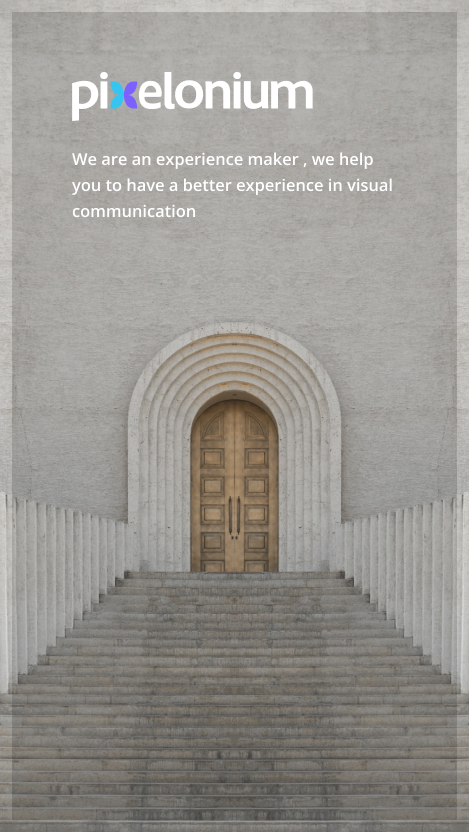 pixelonium
We are an experience maker , we help
you to have a better experience in visual
communication